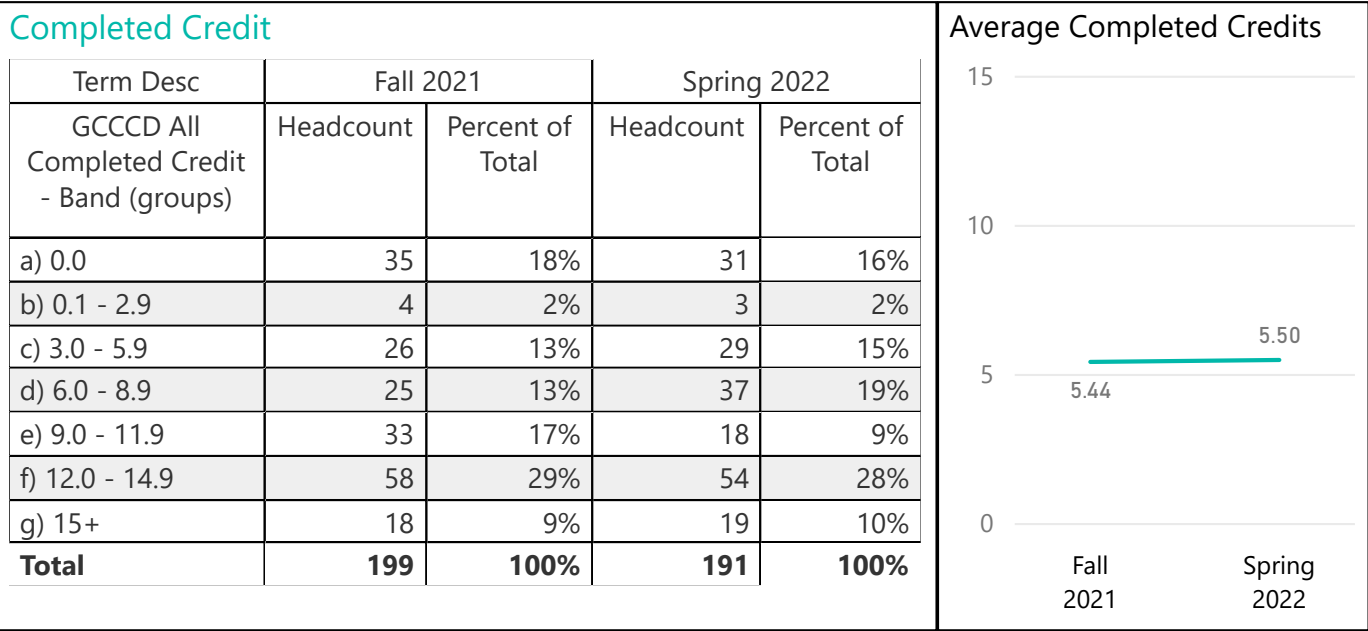 Completed Credit
Term Desc Fall 2021 Spring 2022
GCCCD All Completed Credit - Band (groups) Headcount Percent of Total Headcount Percent of Total
a) 0.0 35 18% 31 16%
b) 0.1 - 2.9 4 2% 3 2%
c) 3.0 - 5.9 26 13% 29 15%
d) 6.0 - 8.9 25 13% 37 19%
e) 9.0 - 11.9 33 17% 18 9%
f) 12.0 - 14.9 58 29% 54 28%
g) 15+ 18 9% 19 10%
Total 199 100% 191 100%
Average Completed Credits
15
10
5.50
5
5.44
0
Fall Spring
2021 2022